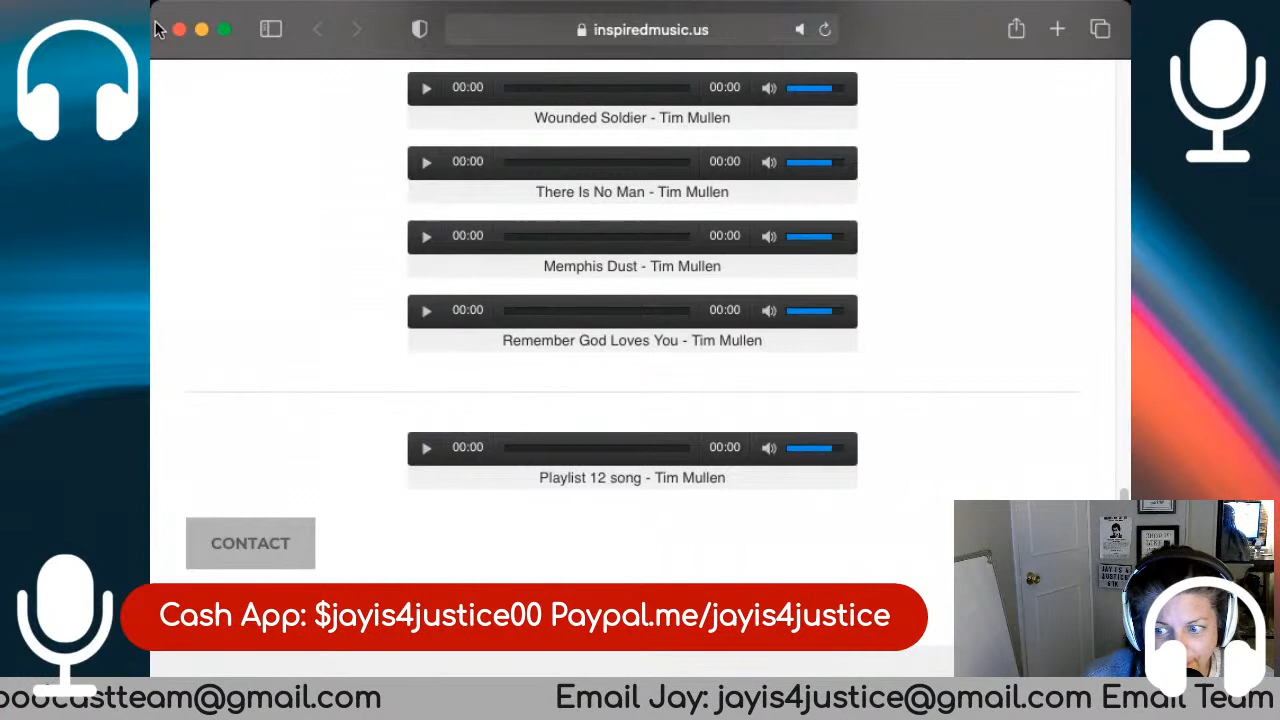 inspiredmusic.us
00:00 00:00
Wounded Soldier - Tim Mullen
00:00 00:00
There Is No Man - Tim Mullen
00:00 00:00
Memphis Dust - Tim Mullen
00:00 00:00
Remember God Loves You - Tim Mullen
00:00 00:00
Playlist 12 song - Tim Mullen
CONTACT
Cash App: $jayis4justice00 Paypal.me/jayis4justice
podcastteam@gmail.com Email Jay: jayis4justice@gmail.com Email Team